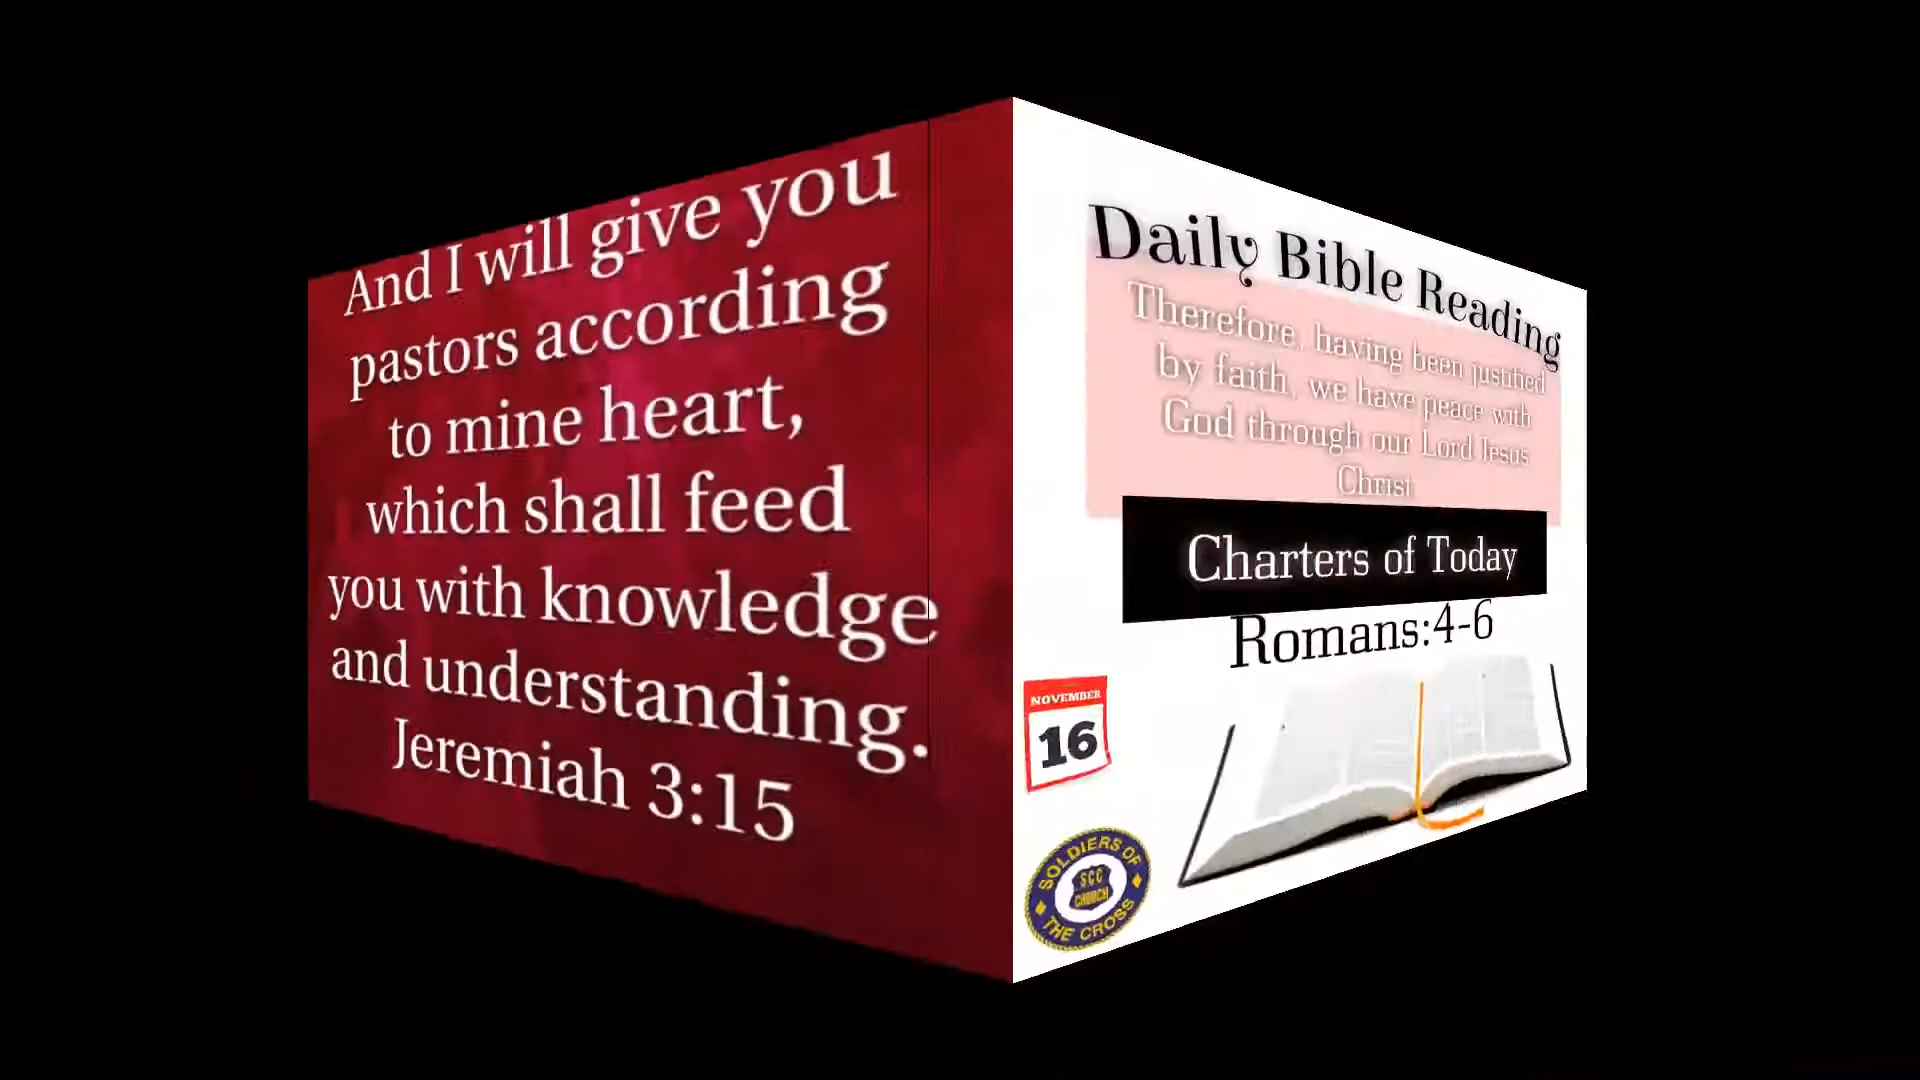 And I will give you
pastors according
to mine heart,
which shall feed
you with knowledge
and understanding.
Jeremiah 3:15
Daily Bible Reading
Therefore, having been justified
by faith, we have peace with
God through our Lord Jesus
Christ
Charters of Today
Romans:4-6
NOVEMBER
16
SOLDIERS OF
SCC
CHURCH
THE CROSS